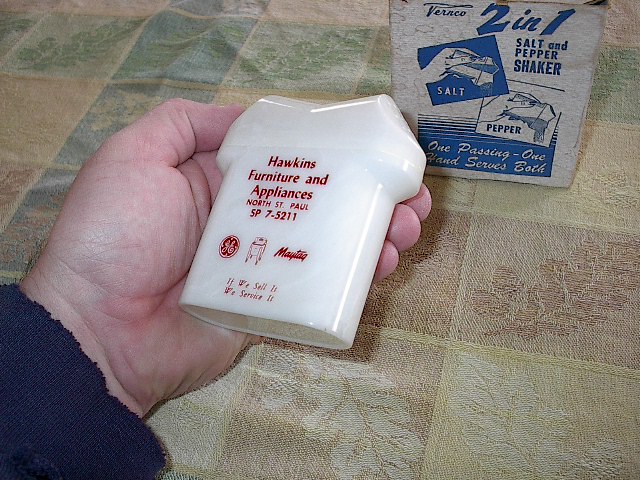 Vernco 2 in 1
SALT and
PEPPER
SHAKER
SALT
PEPPER
One Passing - One
Hand Serves Both
Hawkins
Furniture and
Appliances
NORTH ST. PAUL
SP 7-5211
GE Maytag
If We Sell It
We Service It